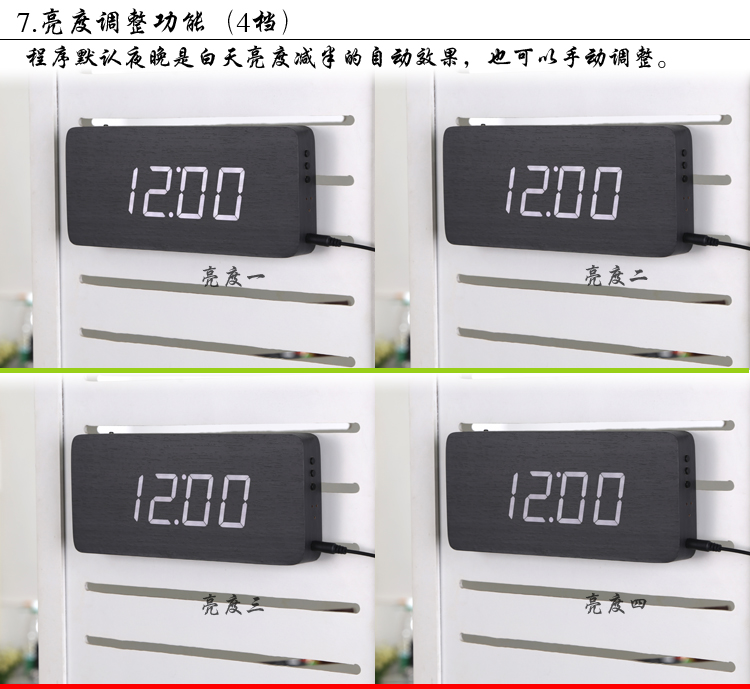 7.亮度调整功能（4档）
程序默认夜晚是白天亮度减半的自动效果，也可以手动调整。
12:00
12:00
亮度一
亮度二
12:00
12:00
亮度三
亮度四